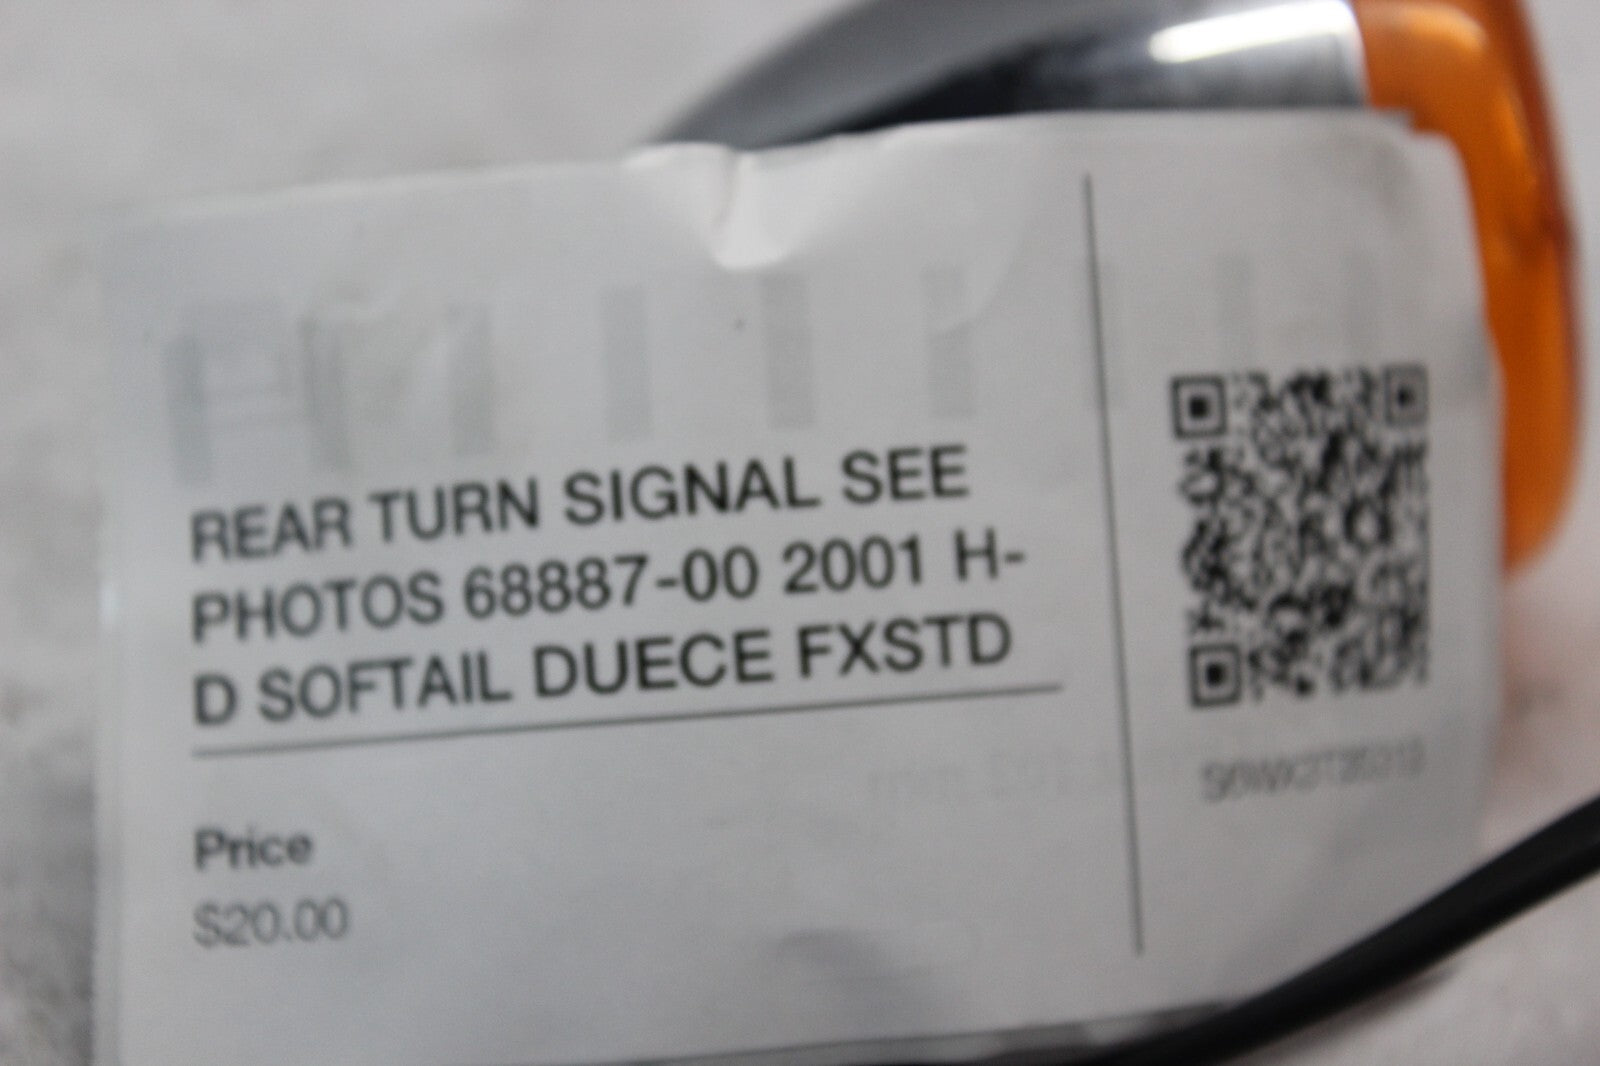 REAR TURN SIGNAL SEE
PHOTOS 68887-00 2001 H-
D SOFTAIL DUECE FXSTD
Price
$20.00